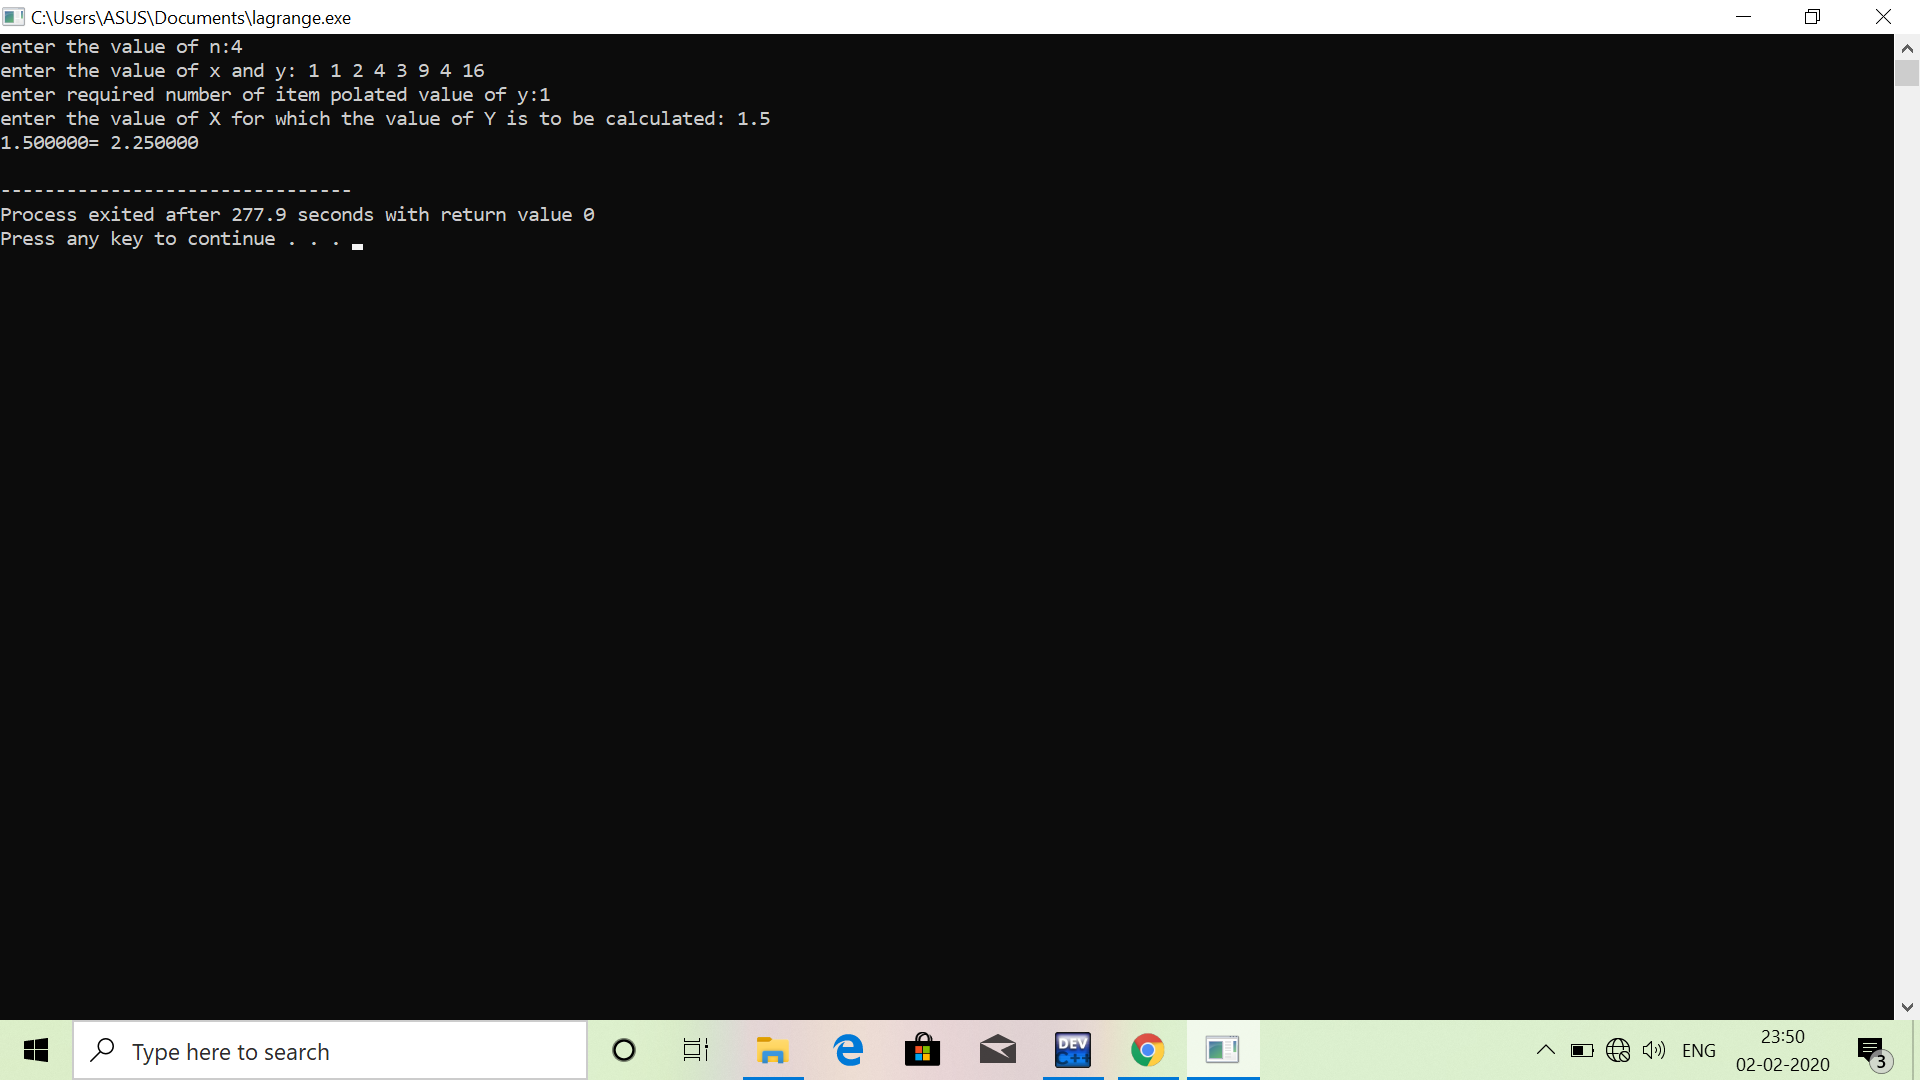 C:\Users\ASUS\Documents\lagrange.exe
enter the value of n:4
enter the value of x and y: 1 1 2 4 3 9 4 16
enter required number of item polated value of y:1
enter the value of X for which the value of Y is to be calculated: 1.5
1.500000= 2.250000
--------------------------------
Process exited after 277.9 seconds with return value 0
Press any key to continue . . .
Type here to search
DEV
C++
ENG
23:50
02-02-2020
3